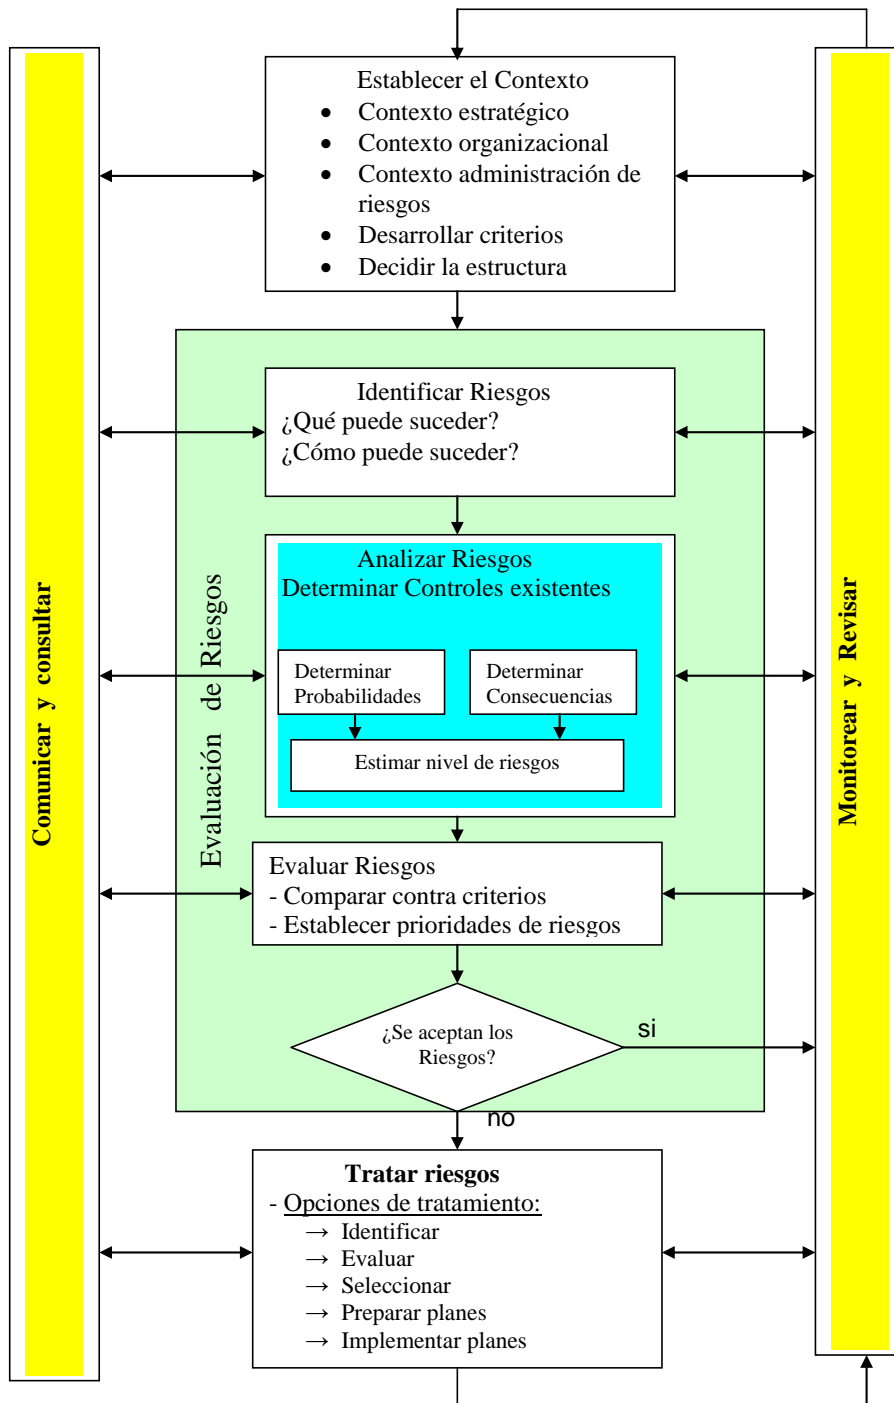 Establecer el Contexto
• Contexto estratégico
• Contexto organizacional
• Contexto administración de
riesgos
• Desarrollar criterios
• Decidir la estructura
Comunicar y consultar
Monitorear y Revisar
Evaluación de Riesgos
Identificar Riesgos
¿Qué puede suceder?
¿Cómo puede suceder?
Analizar Riesgos
Determinar Controles existentes
Determinar
Probabilidades
Determinar
Consecuencias
Estimar nivel de riesgos
Evaluar Riesgos
- Comparar contra criterios
- Establecer prioridades de riesgos
¿Se aceptan los
Riesgos?
si
no
Tratar riesgos
- Opciones de tratamiento:
→ Identificar
→ Evaluar
→ Seleccionar
→ Preparar planes
→ Implementar planes